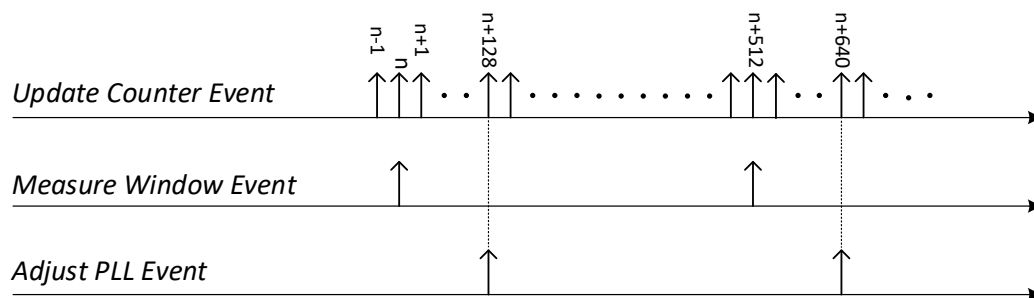 n-1
n
n+1
n+128
n+512
n+640
Update Counter Event
Measure Window Event
Adjust PLL Event